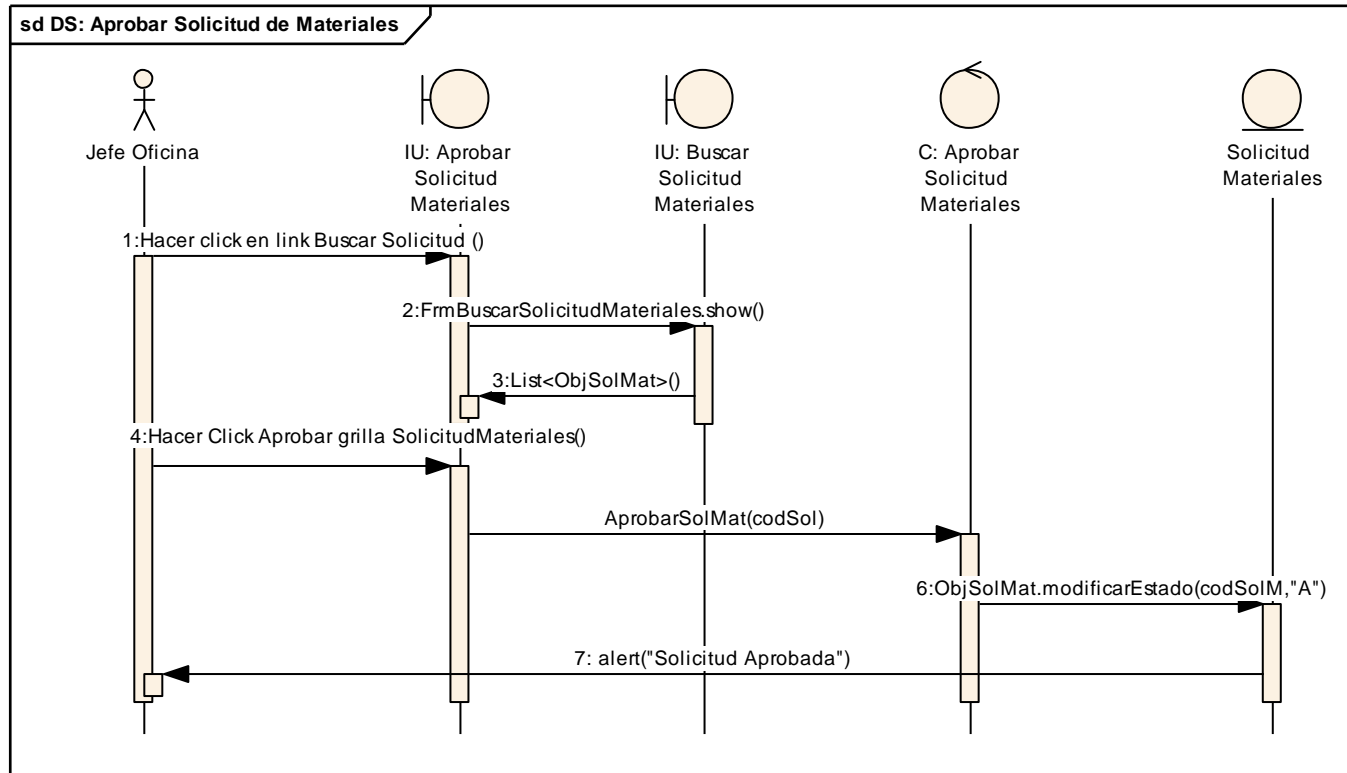 sd DS: Aprobar Solicitud de Materiales
Jefe Oficina
IU: Aprobar
Solicitud
Materiales
IU: Buscar
Solicitud
Materiales
C: Aprobar
Solicitud
Materiales
Solicitud
Materiales
1:Hacer click en link Buscar Solicitud ()
2:FrmBuscarSolicitudMateriales.show()
3:List<ObjSolMat>()
4:Hacer Click Aprobar grilla SolicitudMateriales()
AprobarSolMat(codSol)
6:ObjSolMat.modificarEstado(codSolM,"A")
7: alert("Solicitud Aprobada")